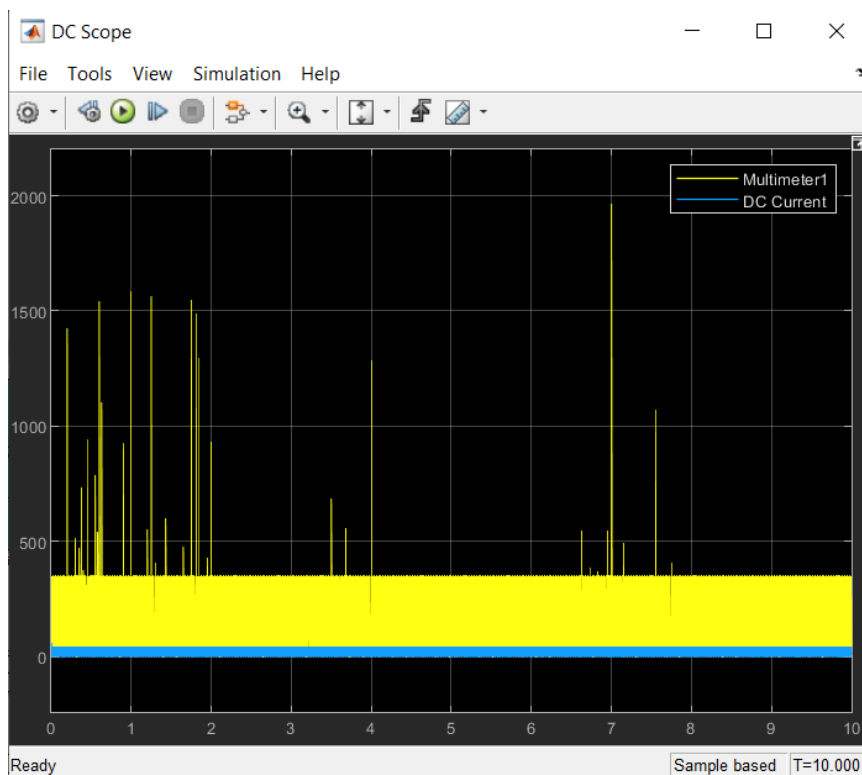 DC Scope
File Tools View Simulation Help
Multimeter1
DC Current
2000
1500
1000
500
0
0 1 2 3 4 5 6 7 8 9 10
Ready Sample based T=10.000